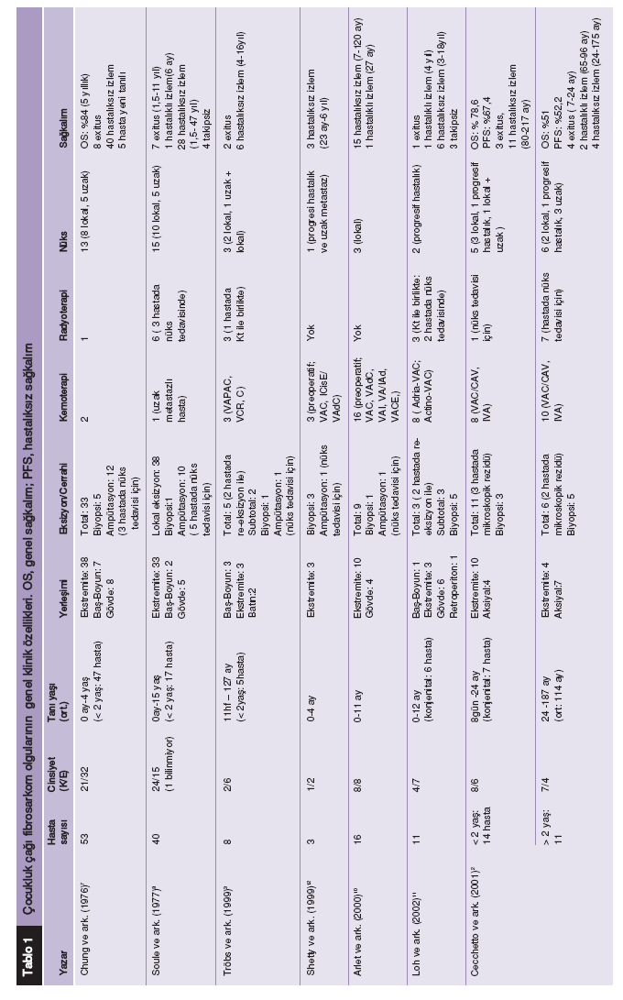 Tablo 1 Çocukluk çağı fibrosarkom olgularının genel klinik özellikleri. OS, genel sağkalım; PFS, hastalıksız sağkalım
Yazar Hasta Cinsiyet Tanı yaşı Yerleşimi Eksizyon/Cerrahi Kemoterapi Radyoterapi Nüks Sağkalım
sayısı (K/E) (ort.)
Chung ve ark. (1976)7 53 21/32 0 ay-4 yaş Ekstremite: 38 Total: 33 2 1 13 (8 lokal, 5 uzak) OS: %84 (5 yıllık)
(< 2 yaş: 47 hasta) Baş-Boyun: 7 Biyopsi: 5 8 exitus
Gövde: 8 Ampütasyon: 12 40 hastalıksız izlem
(3 hastada nüks 5 hasta yeni tanılı
tedavisi için)
Soule ve ark. (1977)8 40 24/15 0ay-15 yaş Ekstremite: 33 Lokal eksizyon: 38 1 (uzak 6 ( 3 hastada 15 (10 lokal, 5 uzak) 7 exitus (1,5-11 yıl)
(1 bilinmiyor) (< 2 yaş: 17 hasta) Baş-Boyun: 2 Biyopsi:1 metastazlı nüks 1 hastalıklı izlem(6 ay)
Gövde: 5 Ampütasyon: 10 hasta) tedavisinde) 28 hastalıksız izlem
( 5 hastada nüks (1,5- 47 yıl)
tedavisi için) 4 takipsiz
Tröbs ve ark. (1999)9 8 2/6 11hf – 127 ay Baş-Boyun: 3 Total: 5 (2 hastada 3 (VAPAC, 3 (1 hastada 3 (2 lokal, 1 uzak + 2 exitus
(< 2yaş: 5hasta) Ekstremite: 3 re-eksizyon ile) VCR, C) Kt ile birlikte) lokal) 6 hastalıksız izlem (4-16yıl)
Batın:2 Subtotal: 2
Biyopsi: 1
Ampütasyon: 1
(nüks tedavisi için)
Shetty ve ark. (1999)12 3 1/2 0-4 ay Ekstremite: 3 Biyopsi: 3 3 (preoperatif; Yok 1 (progresi hastalık 3 hastalıksız izlem
Ampütasyon: 1 (nüks VAC, ICisE/ ve uzak metastaz) (23 ay-6 yıl)
tedavisi için) VAdC)
Arlet ve ark. (2000)10 16 8/8 0-11 ay Ekstremite: 10 Total: 9 16 (preoperatif; Yok 3 (lokal) 15 hastalıksız izlem (7-120 ay)
Gövde: 4 Biyopsi: 1 VAC, VAdC, 1 hastalıklı izlem (27 ay)
Ampütasyon: 1 VAI, VA/IAd,
(nüks tedavisi için) VACE,)
Loh ve ark. (2002)11 11 4/7 0-12 ay Baş-Boyun: 1 Total: 3 ( 2 hastada re- 8 ( Adria-VAC; 3 (Kt ile birlikte: 2 (progresif hastalık) 1 exitus
(konjenital: 6 hasta) Ekstremite: 3 eksizyon ile) Actino-VAC) 2 hastada nüks 1 hastalıklı izlem (4 yıl)
Gövde: 6 Subtotal: 3 tedavisinde) 6 hastalıksız izlem (3-18yıl)
Retroperiton: 1 Biyopsi: 5 3 takipsiz
Cecchetto ve ark. (2001)2 < 2 yaş: 8/6 8gün -24 ay Ekstremite: 10 Total: 11 (3 hastada 8 (VAC/CAV, 1 (nüks tedavisi 5 (3 lokal, 1 progresif OS: % 78,6
14 hasta (konjenital: 7 hasta) Aksiyal:4 mikroskopik rezidü) IVA) için) hastalık, 1 lokal + PFS: %67,4
Biyopsi: 3 uzak ) 3 exitus,
11 hastalıksız izlem
(80-217 ay)
> 2 yaş: 7/4 24 -187 ay Ekstremite: 4 Total: 6 (2 hastada 10 (VAC/CAV, 7 (hastada nüks 6 (2 lokal, 1 progresif OS: %51
11 (ort: 114 ay) Aksiyal:7 mikroskopik rezidü) IVA) tedavisi için) hastalık, 3 uzak) PFS: %52,2
Biyopsi: 5 4 exitus ( 7-24 ay)
2 hastalıklı izlem (65-96 ay)
4 hastalıksız izlem (24-175 ay)